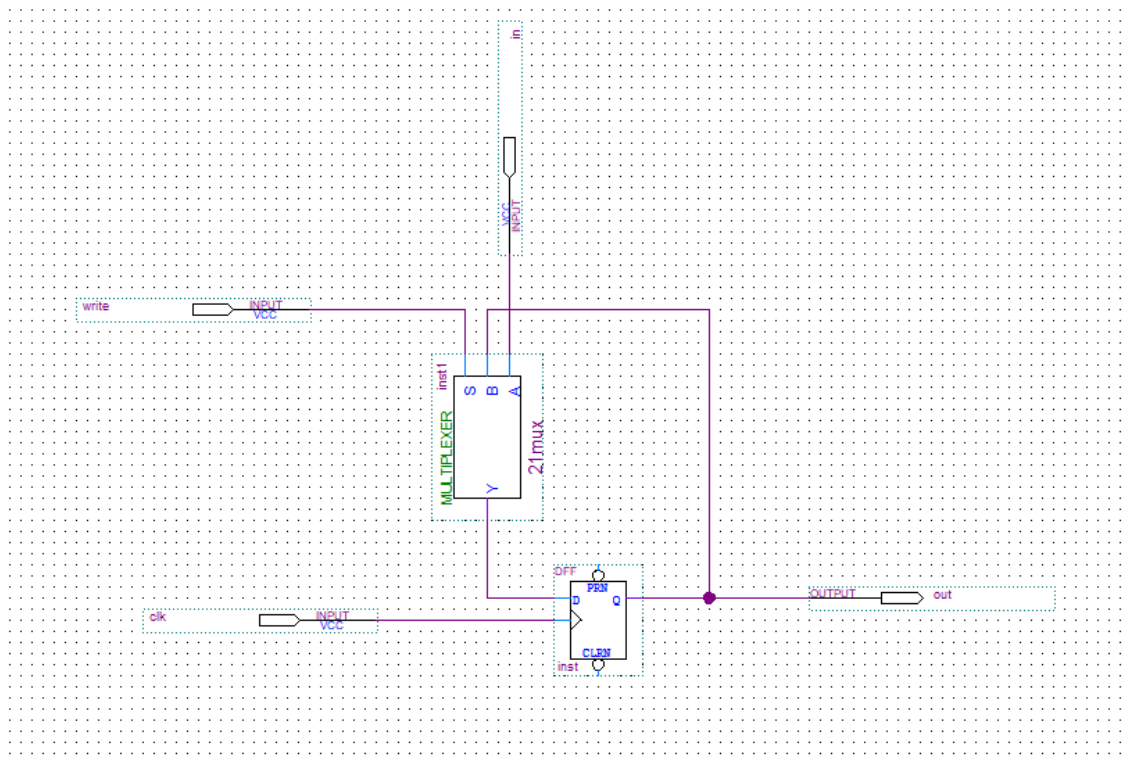 in
VCC
INPUT
write
INPUT
VCC
inst1
S
B
A
MULTIPLEXER
21mux
Y
DFF
PRN
D
Q
OUTPUT
out
clk
INPUT
VCC
CLRN
inst